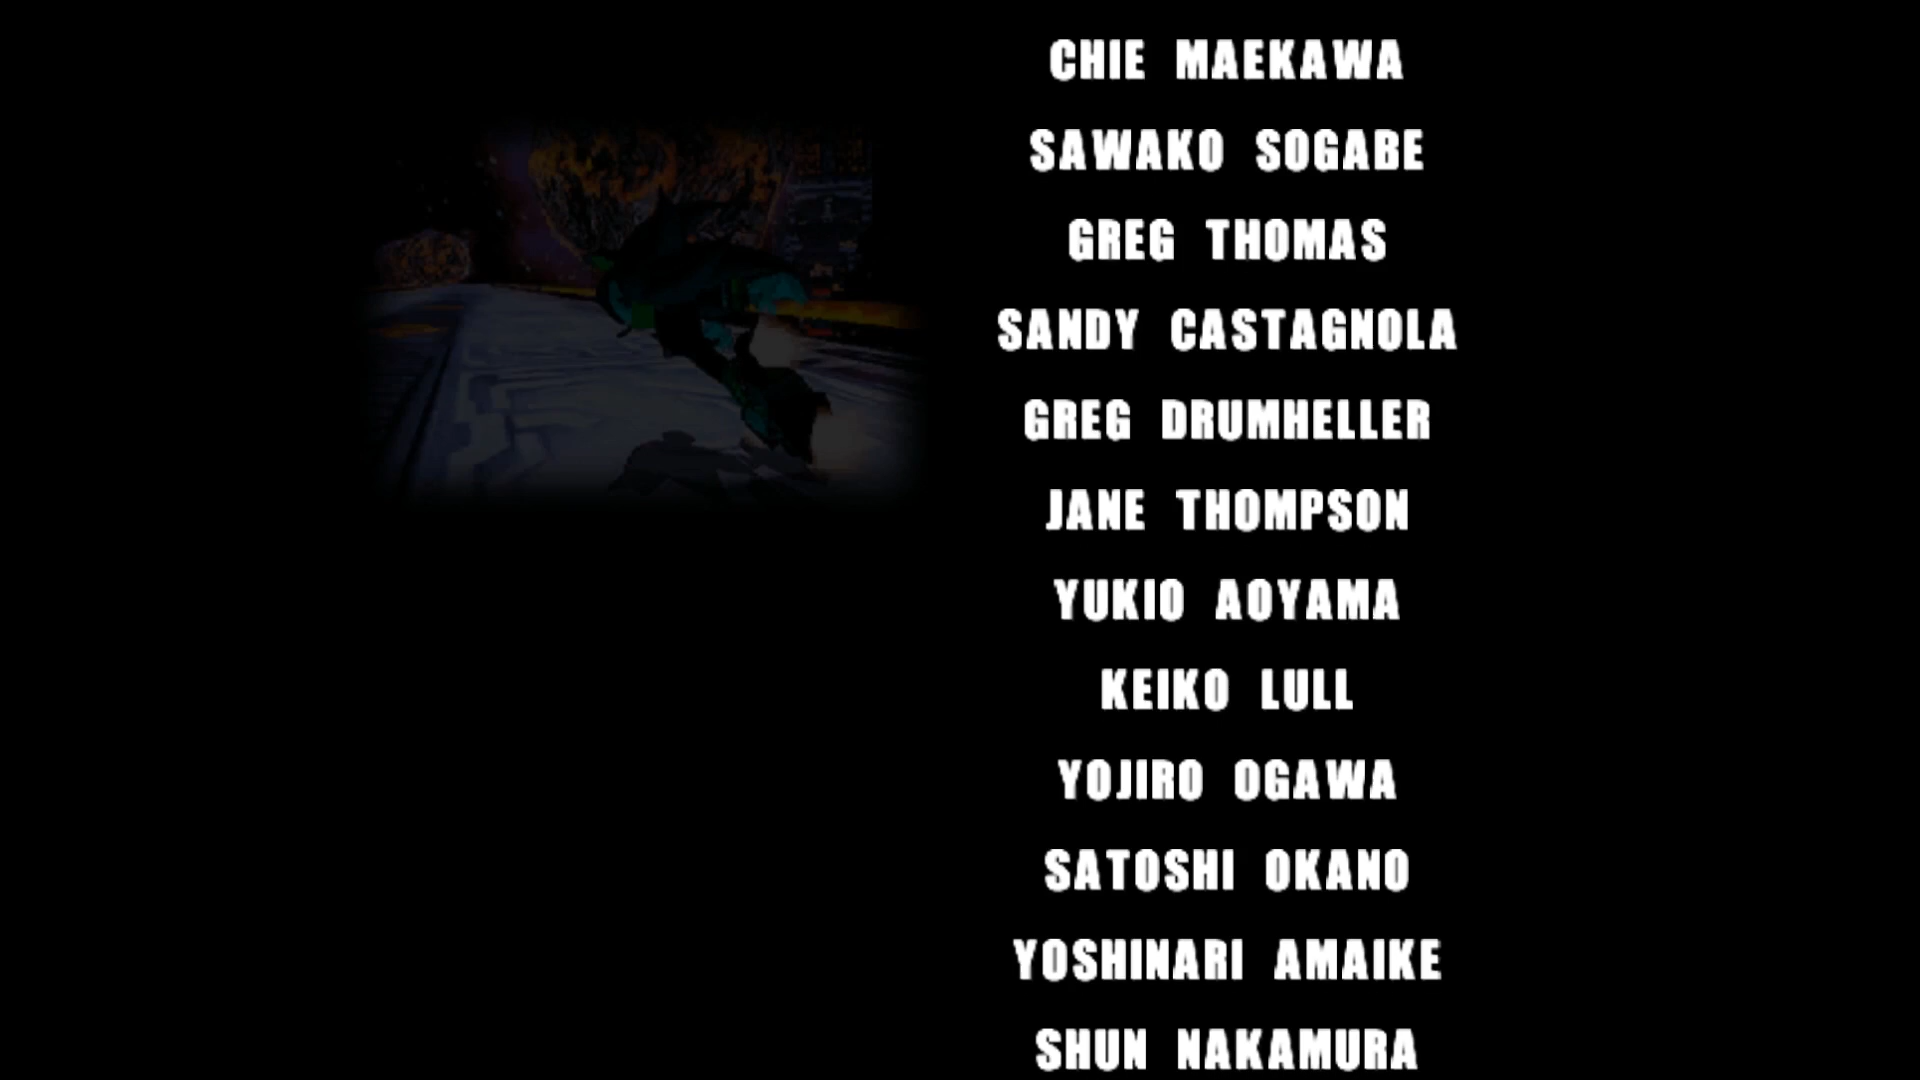 CHIE MAEKAWA
SAWAKO SOGABE
GREG THOMAS
SANDY CASTAGNOLA
GREG DRUMHELLER
JANE THOMPSON
YUKIO AOYAMA
KEIKO LULL
YOJIRO OGAWA
SATOSHI OKANO
YOSHINARI AMAIKE
SHUN NAKAMURA